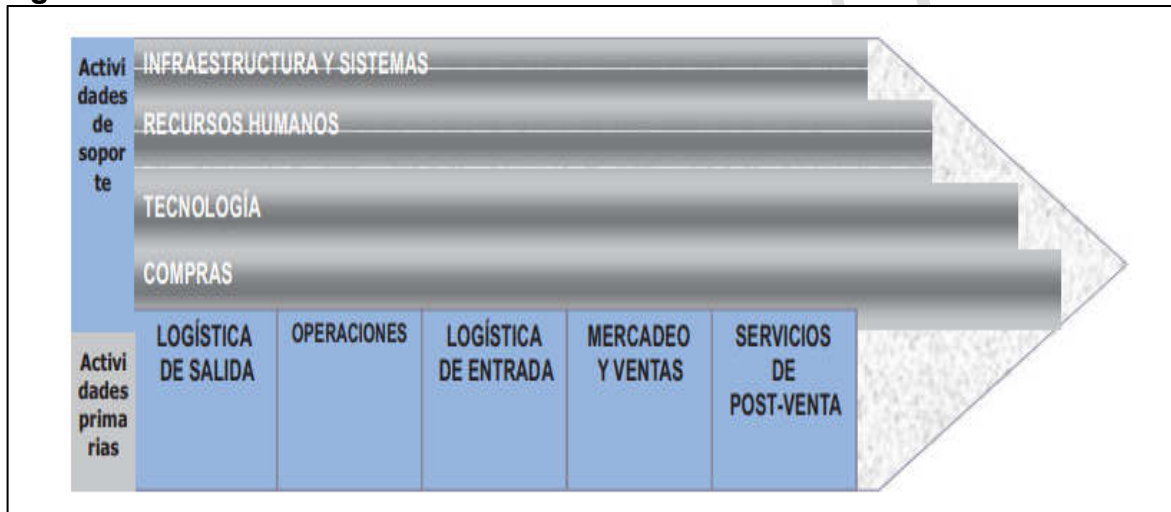 Activi
dades
de
sopor
te
INFRAESTRUCTURA Y SISTEMAS
RECURSOS HUMANOS
TECNOLOGÍA
COMPRAS
Activi
dades
prima
rias
LOGÍSTICA
DE SALIDA
OPERACIONES
LOGÍSTICA
DE ENTRADA
MERCADEO
Y VENTAS
SERVICIOS
DE
POST-VENTA